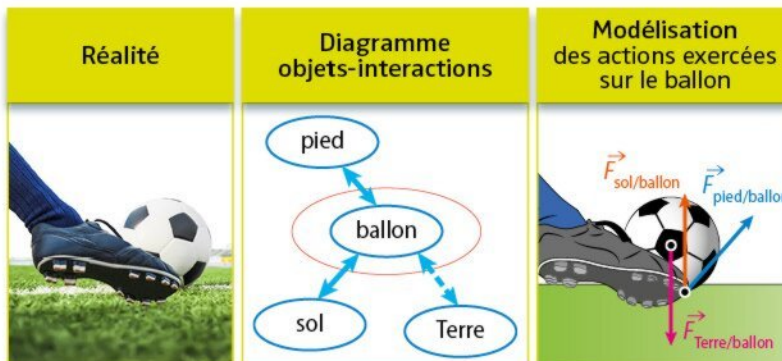 Réalité
Diagramme
objets-interactions
Modélisation
des actions exercées
sur le ballon
pied
ballon
sol
Terre
F sol/ballon
F pied/ballon
F Terre/ballon